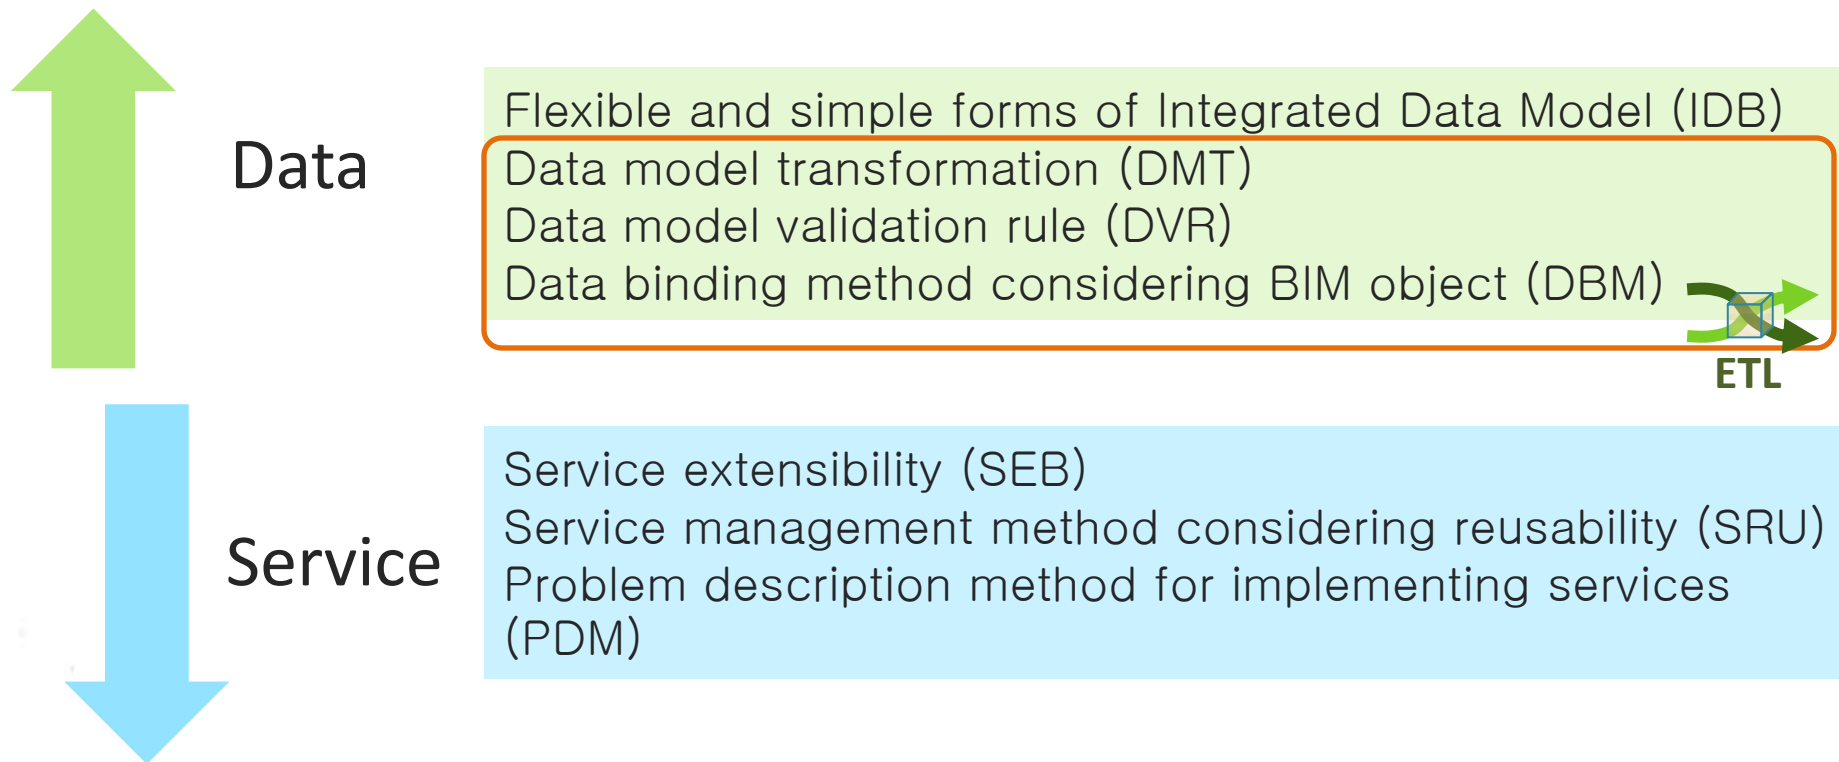 Data
Flexible and simple forms of Integrated Data Model (IDB)
Data model transformation (DMT)
Data model validation rule (DVR)
Data binding method considering BIM object (DBM)
ETL
Service
Service extensibility (SEB)
Service management method considering reusability (SRU)
Problem description method for implementing services
(PDM)